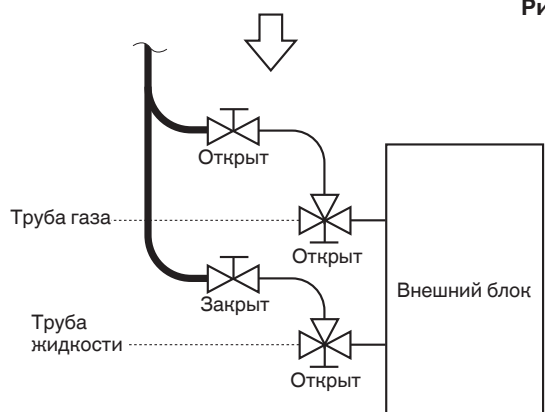 Ри
Открыт
Труба газа
Открыт
Закрыт
Внешний блок
Труба
жидкости
Открыт